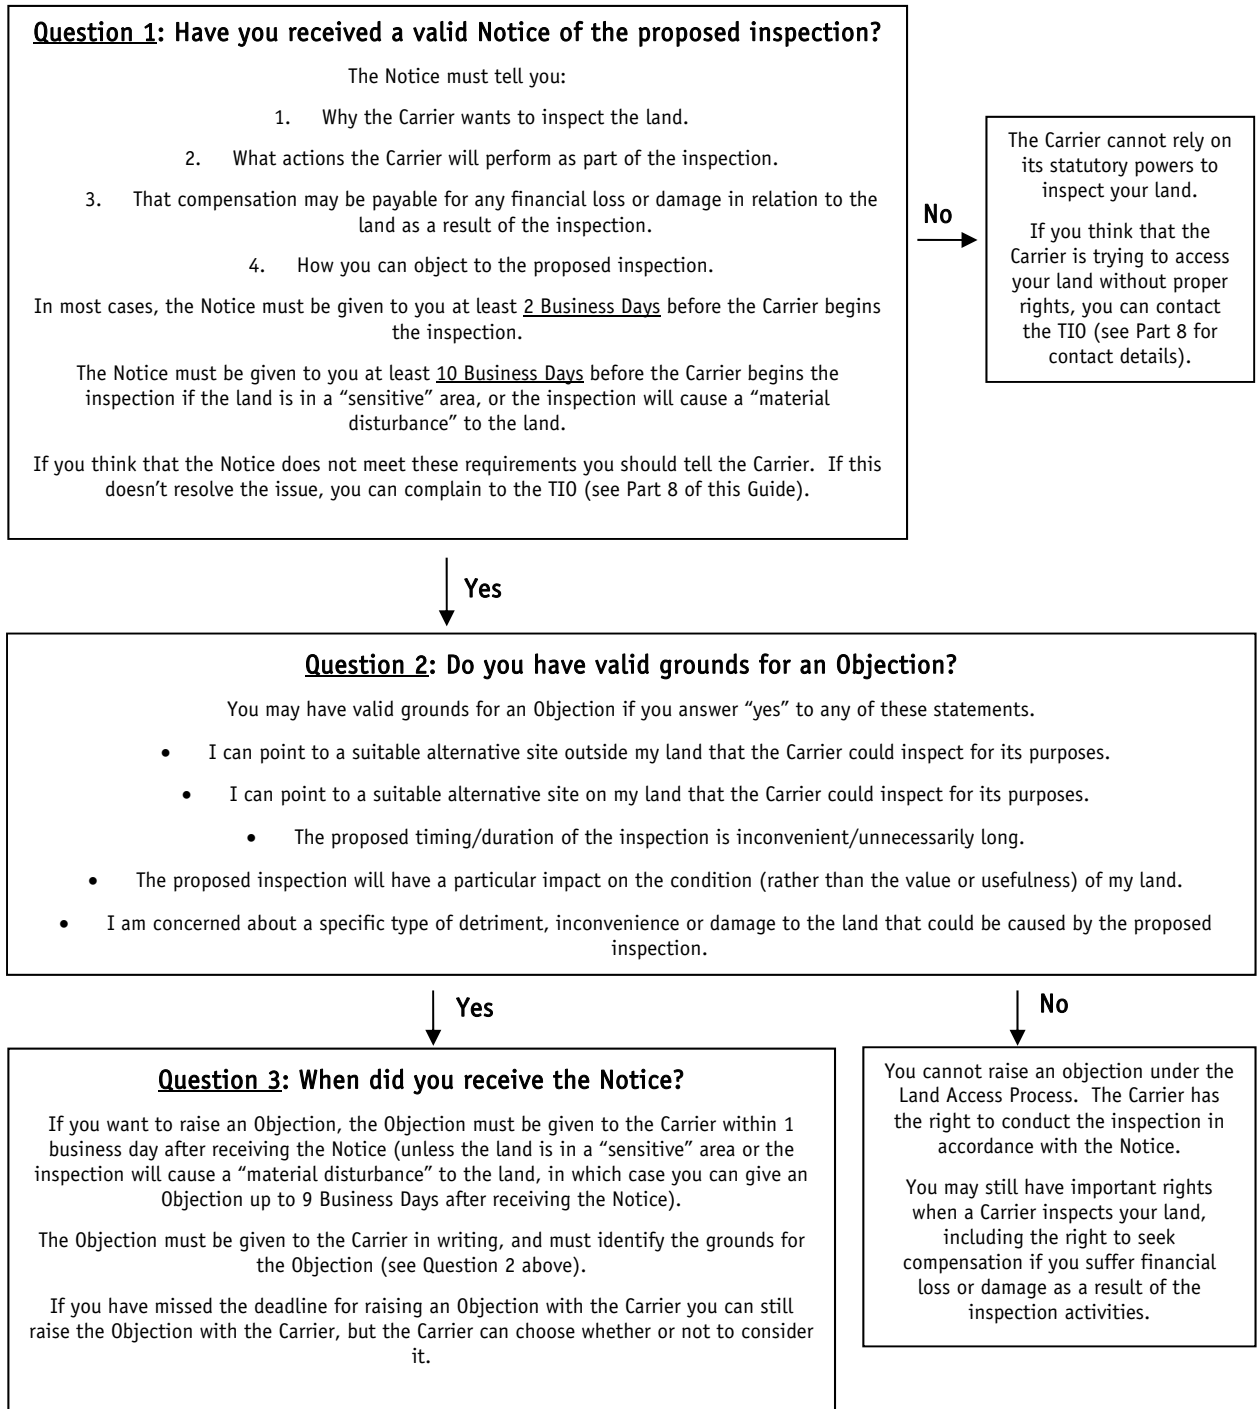 Question 1: Have you received a valid Notice of the proposed inspection?
The Notice must tell you:
1. Why the Carrier wants to inspect the land.
2. What actions the Carrier will perform as part of the inspection.
3. That compensation may be payable for any financial loss or damage in relation to the
land as a result of the inspection.
4. How you can object to the proposed inspection.
In most cases, the Notice must be given to you at least 2 Business Days before the Carrier begins
the inspection.
The Notice must be given to you at least 10 Business Days before the Carrier begins the
inspection if the land is in a “sensitive” area, or the inspection will cause a “material
disturbance” to the land.
If you think that the Notice does not meet these requirements you should tell the Carrier. If this
doesn’t resolve the issue, you can complain to the TIO (see Part 8 of this Guide).
No
The Carrier cannot rely on
its statutory powers to
inspect your land.
If you think that the
Carrier is trying to access
your land without proper
rights, you can contact
the TIO (see Part 8 for
contact details).
Yes
Question 2: Do you have valid grounds for an Objection?
You may have valid grounds for an Objection if you answer “yes” to any of these statements.
• I can point to a suitable alternative site outside my land that the Carrier could inspect for its purposes.
• I can point to a suitable alternative site on my land that the Carrier could inspect for its purposes.
• The proposed timing/duration of the inspection is inconvenient/unnecessarily long.
• The proposed inspection will have a particular impact on the condition (rather than the value or usefulness) of my land.
• I am concerned about a specific type of detriment, inconvenience or damage to the land that could be caused by the proposed
inspection.
Yes
No
Question 3: When did you receive the Notice?
If you want to raise an Objection, the Objection must be given to the Carrier within 1
business day after receiving the Notice (unless the land is in a “sensitive” area or the
inspection will cause a “material disturbance” to the land, in which case you can give an
Objection up to 9 Business Days after receiving the Notice).
The Objection must be given to the Carrier in writing, and must identify the grounds for
the Objection (see Question 2 above).
If you have missed the deadline for raising an Objection with the Carrier you can still
raise the Objection with the Carrier, but the Carrier can choose whether or not to consider
it.
You cannot raise an objection under the
Land Access Process. The Carrier has
the right to conduct the inspection in
accordance with the Notice.
You may still have important rights
when a Carrier inspects your land,
including the right to seek
compensation if you suffer financial
loss or damage as a result of the
inspection activities.